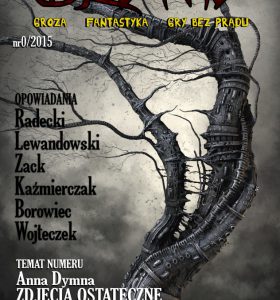 GROZA FANTASTYKA GRY BEZ PRĄDU
nr0/2015
OPOWIADANIA
Radecki
Lewandowski
Zack
Kaźmierczak
Borowiec
Wojteczek
TEMAT NUMERU
Anna Dymna
ZDJĘCIA OSTATECZNE